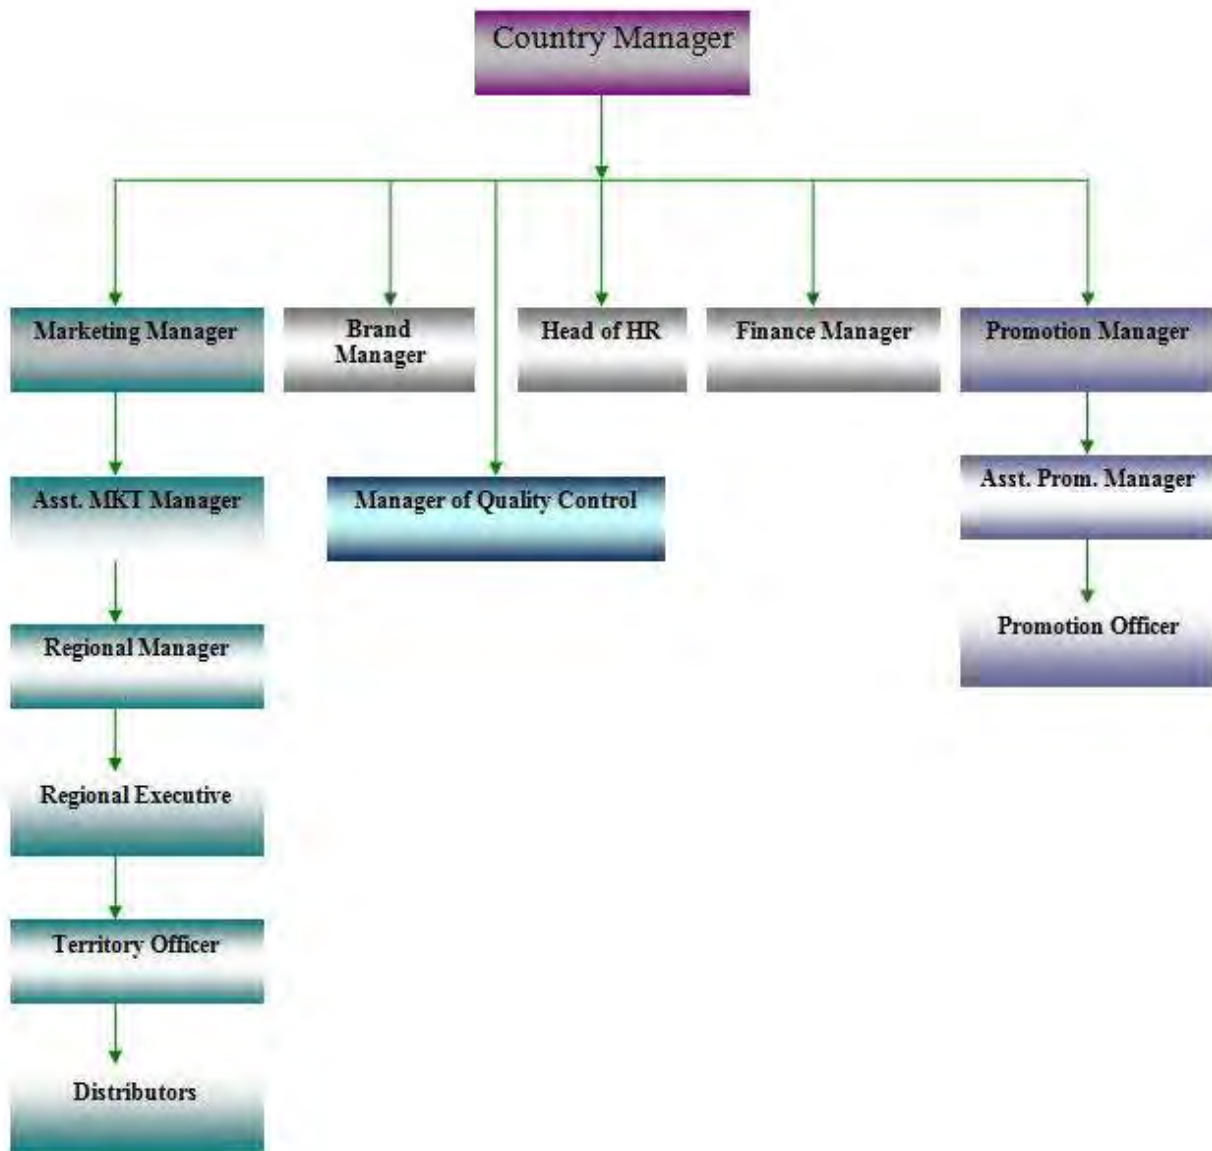 Country Manager
Marketing Manager
Brand
Manager
Head of HR
Finance Manager
Promotion Manager
Asst. MKT Manager
Manager of Quality Control
Asst. Prom. Manager
Regional Manager
Promotion Officer
Regional Executive
Territory Officer
Distributors